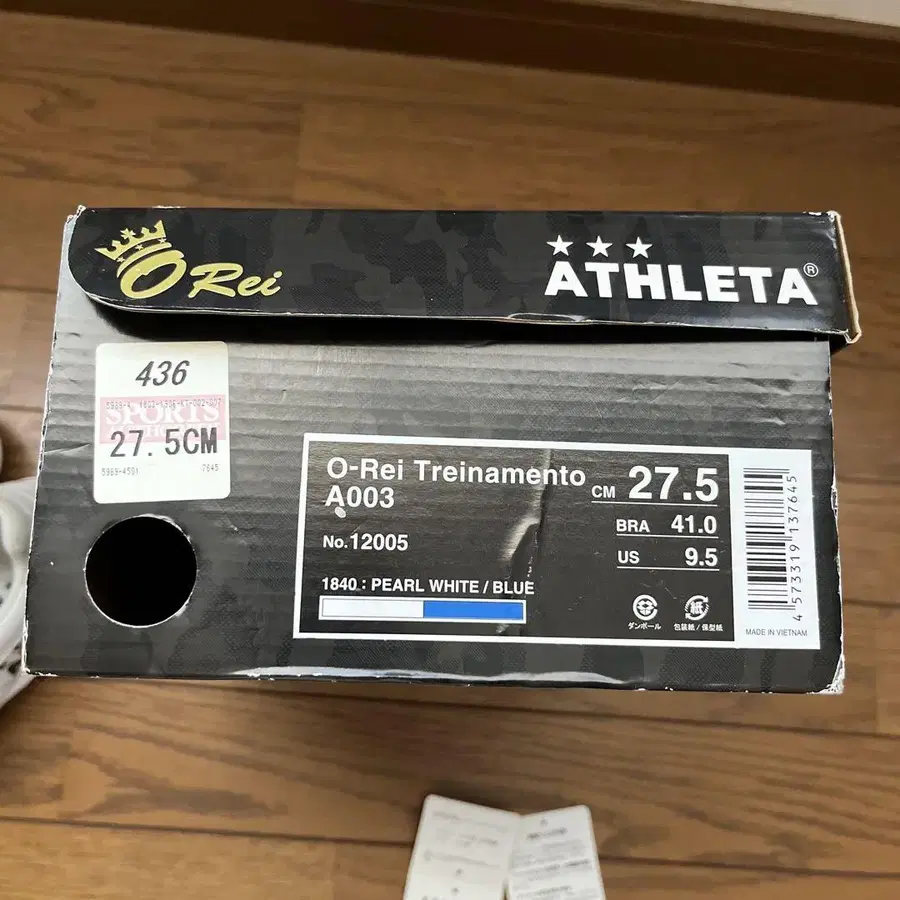 O Rei
ATHLETA®
436
SPORTS
27.5CM
7645
O-Rei Treinamento
A003
No.12005
1840 : PEARL WHITE / BLUE
CM 27.5
BRA 41.0
US 9.5
ダンボール
包装紙 / 保型紙
4 573319 137645
MADE IN VIETNAM